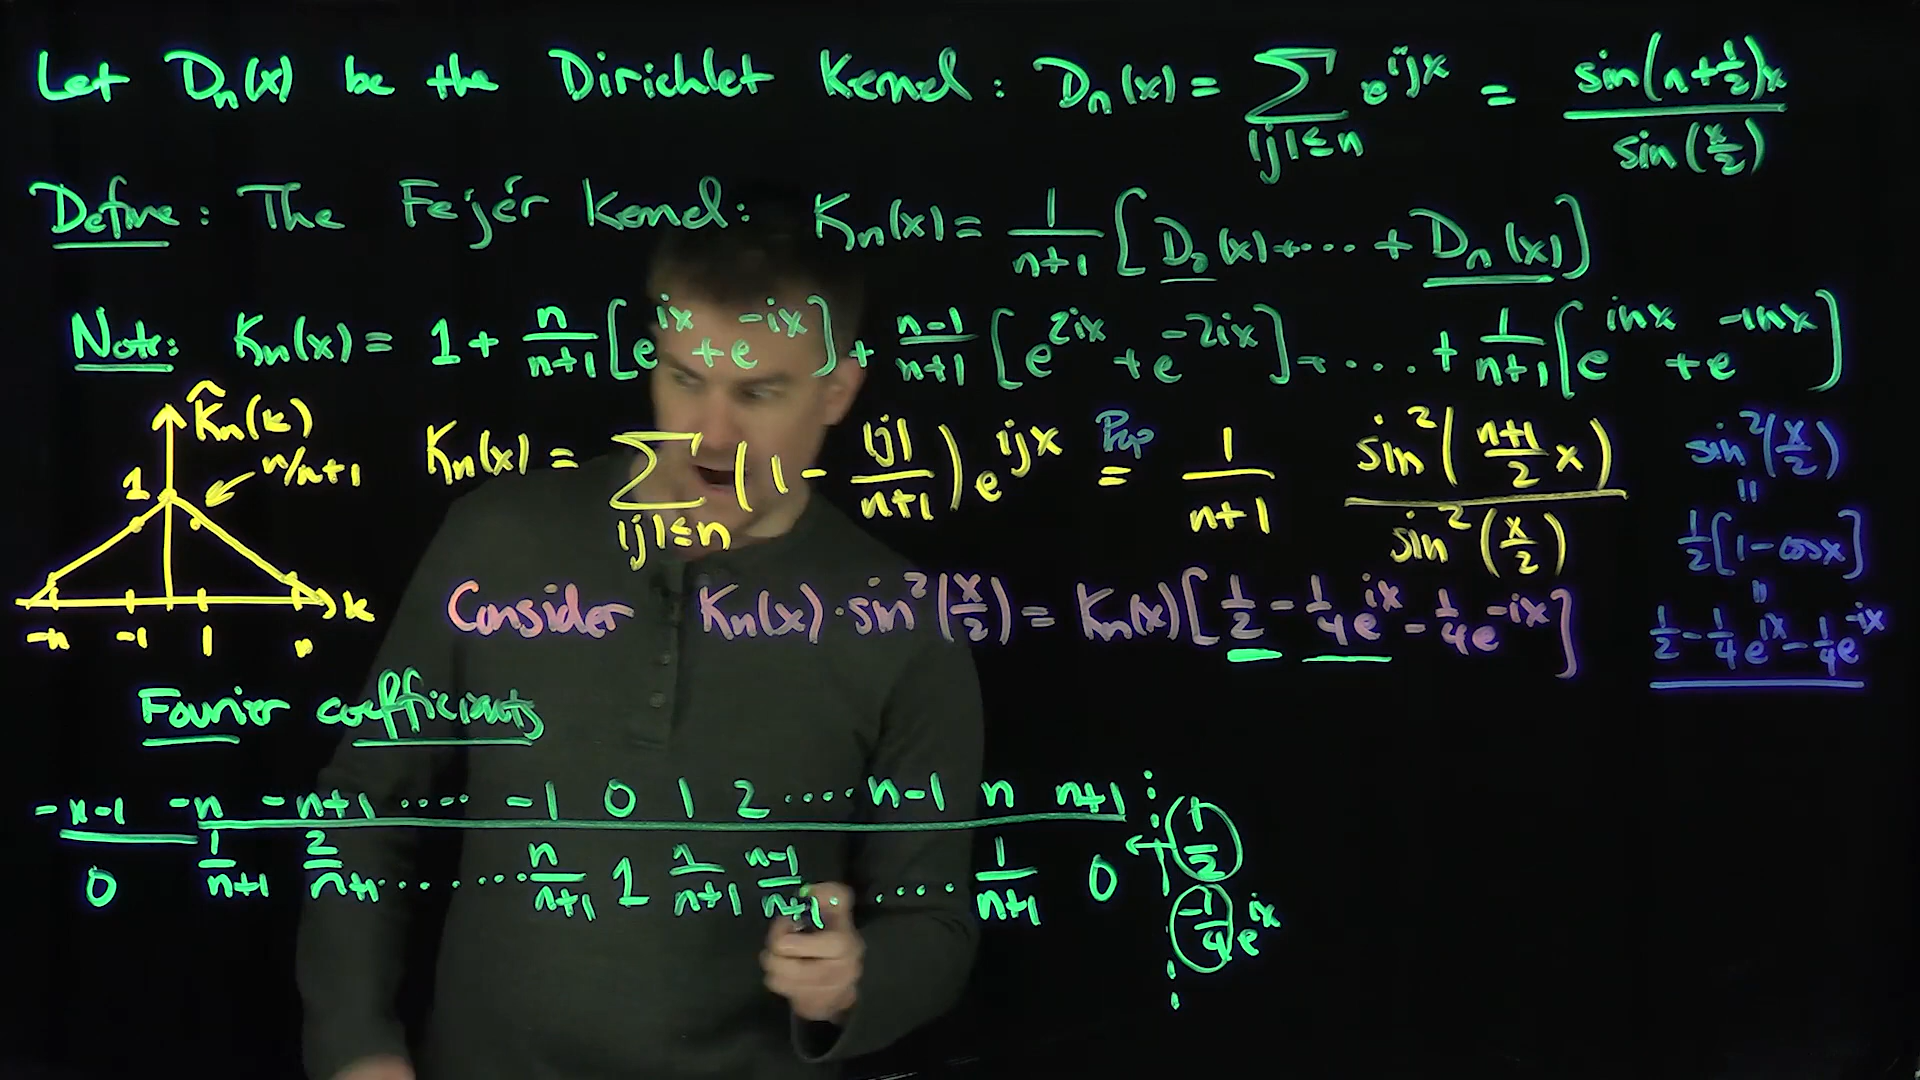 Let Dₙ(x) be the Dirichlet Kernel: Dₙ(x) = ∑_{|j|≤n} e^{ijx} = sin(n+½)x / sin(x/2)
Define: The Fejér Kernel: Kₙ(x) = 1/(n+1) [D₀(x)+···· + Dₙ(x)]
Note: Kₙ(x) = 1 + n/(n+1) [e^{ix} + e^{-ix}] + (n-1)/(n+1) [e^{2ix} + e^{-2ix}] + .... + 1/(n+1) [e^{inx} + e^{-inx}]
K̂ₙ(k)
n/n+1
1
-n -1 1 n k
Kₙ(x) = ∑_{|j|≤n} (1 - |j|/(n+1)) e^{ijx} =^{Prop} 1/(n+1) sin²((n+1)/2 x) / sin²(x/2)
sin²(x/2)
=
½[1-cosx]
=
½ - ¼e^{ix} - ¼e^{-ix}
Consider Kₙ(x)·sin²(x/2) = Kₙ(x)[½ - ¼e^{ix} - ¼e^{-ix}]
Fourier coefficients
-n-1 -n -n+1 ····· -1 0 1 2 ····· n-1 n n+1
0 1/(n+1) 2/(n+1) ······· n/(n+1) 1 n/(n+1) (n-1)/(n+1) ····· 1/(n+1) 0 ← 1/2
-1/4 e^{ix}